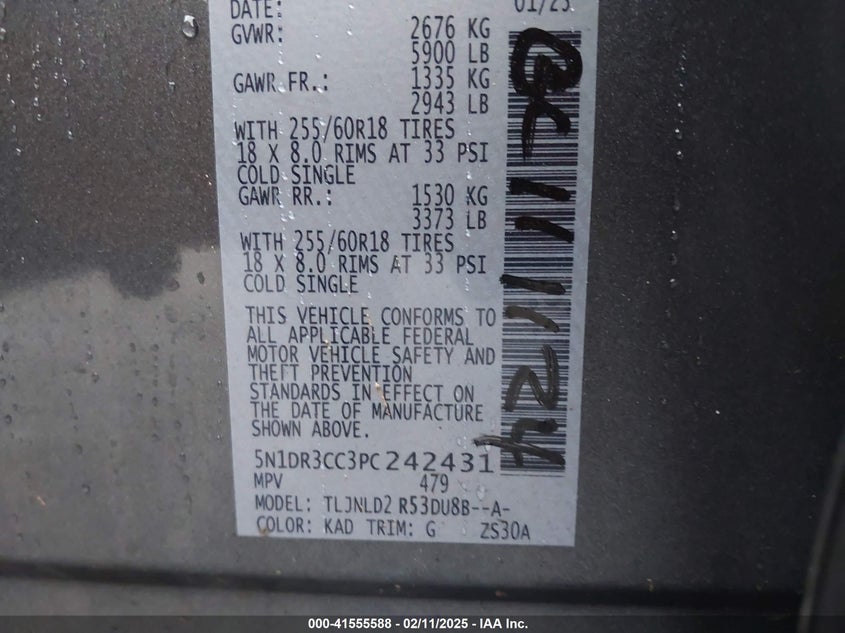 DATE: 01/23
GVWR: 2676 KG
5900 LB
GAWR FR.: 1335 KG
2943 LB
WITH 255/60R18 TIRES
18 X 8.0 RIMS AT 33 PSI
COLD SINGLE
GAWR RR.: 1530 KG
3373 LB
WITH 255/60R18 TIRES
18 X 8.0 RIMS AT 33 PSI
COLD SINGLE
THIS VEHICLE CONFORMS TO
ALL APPLICABLE FEDERAL
MOTOR VEHICLE SAFETY AND
THEFT PREVENTION
STANDARDS IN EFFECT ON
THE DATE OF MANUFACTURE
SHOWN ABOVE.
5N1DR3CC3PC242431
MPV 479
MODEL: TLJNLD2 R53DU8B--A-
COLOR: KAD TRIM: G ZS30A
000-41555588 - 02/11/2025 - IAA Inc.